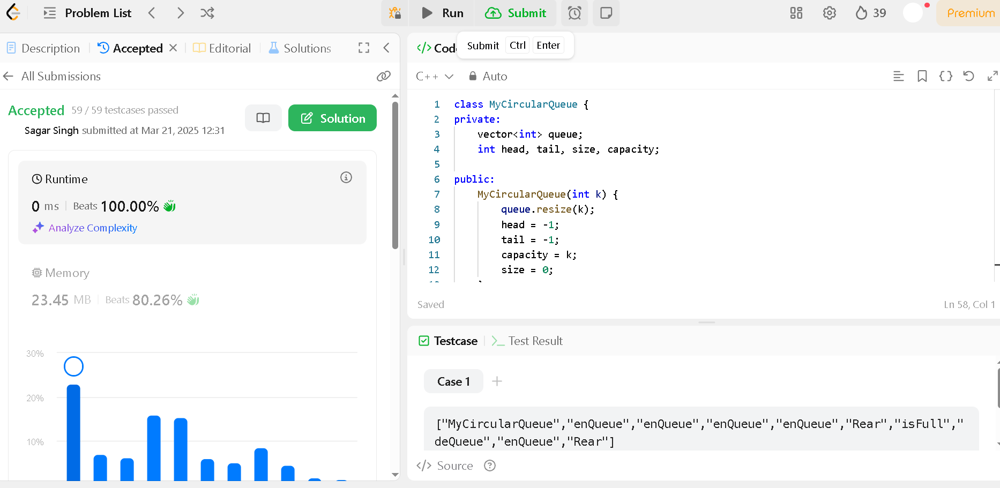 Problem List
Run
Submit
39
Premium
Description
Accepted
Editorial
Solutions
All Submissions
Accepted 59 / 59 testcases passed
Sagar Singh submitted at Mar 21, 2025 12:31
Solution
Runtime
0 ms Beats 100.00%
Analyze Complexity
Memory
23.45 MB Beats 80.26%
30%
20%
10%
</> Code
Submit Ctrl Enter
C++ Auto
1 class MyCircularQueue {
2 private:
3 vector<int> queue;
4 int head, tail, size, capacity;
5
6 public:
7 MyCircularQueue(int k) {
8 queue.resize(k);
9 head = -1;
10 tail = -1;
11 capacity = k;
12 size = 0;
Saved
Ln 58, Col 1
Testcase
>_ Test Result
Case 1 +
["MyCircularQueue","enQueue","enQueue","enQueue","enQueue","Rear","isFull","
deQueue","enQueue","Rear"]
</> Source